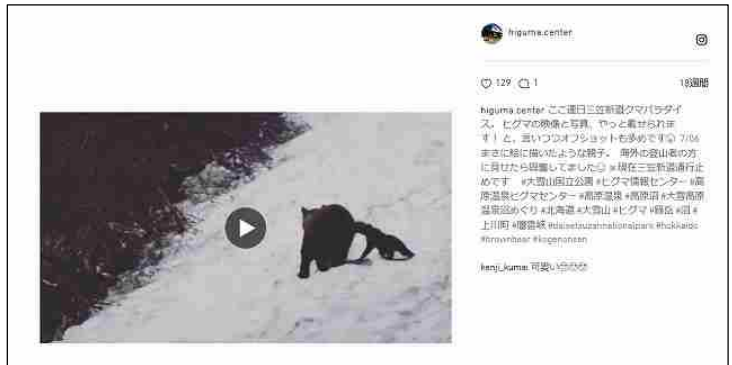 higuma.center
129 1 18週間
higuma.center ここ連日三笠新道クマパラダイ
ス。ヒグマの映像と写真、やっと載せられま
す！と、言いつつオフショットも多めです 7/06
まさに絵に描いたような親子。 海外の登山者の方
に見せたら興奮してました ※現在三笠新道通行止
めです #大雪山国立公園 #ヒグマ情報センター #高
原温泉ヒグマセンター #高原温泉 #高原沼 #大雪高原
温泉沼めぐり #北海道 #大雪山 #ヒグマ #緑岳 #沼 #
上川町 #層雲峡 #daisetsuzannationalpark #hokkaido
#brownbear #kogenonsen
kenji_kumai 可愛い